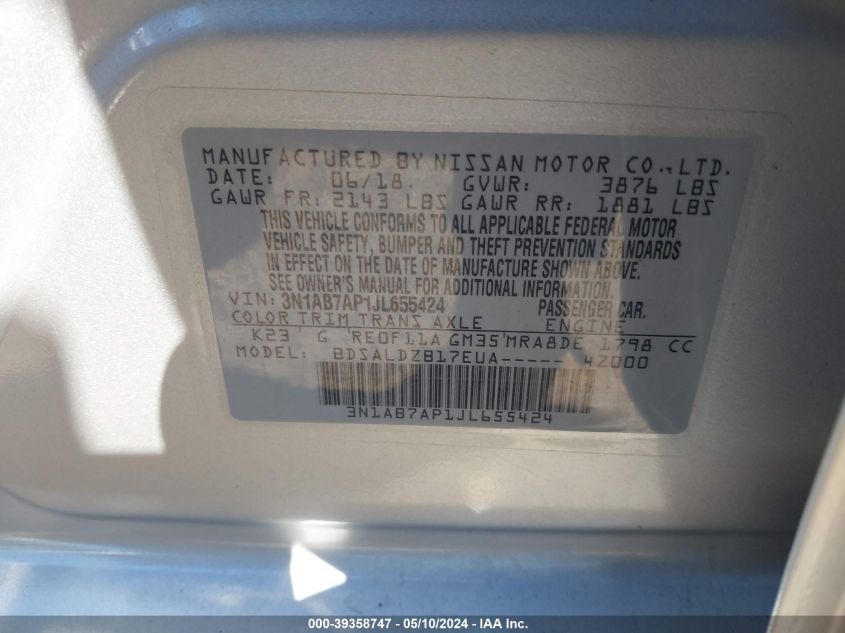 MANUFACTURED BY NISSAN MOTOR CO.,LTD.
DATE: 06/18. GVWR: 3876 LBS
GAWR FR: 2143 LBS GAWR RR: 1881 LBS
THIS VEHICLE CONFORMS TO ALL APPLICABLE FEDERAL MOTOR
VEHICLE SAFETY, BUMPER AND THEFT PREVENTION STANDARDS
IN EFFECT ON THE DATE OF MANUFACTURE SHOWN ABOVE.
SEE OWNER'S MANUAL FOR ADDITIONAL INFORMATION.
VIN: 3N1AB7AP1JL655424 PASSENGER CAR.
COLOR TRIM TRANS AXLE ENGINE
K23 ' G RE0F11A GM35'MRA8DE 1798 CC
MODEL: BDSALDZB17EUA----- 42000
3N1AB7AP1JL655424
000-39358747 - 05/10/2024 - IAA, Inc.